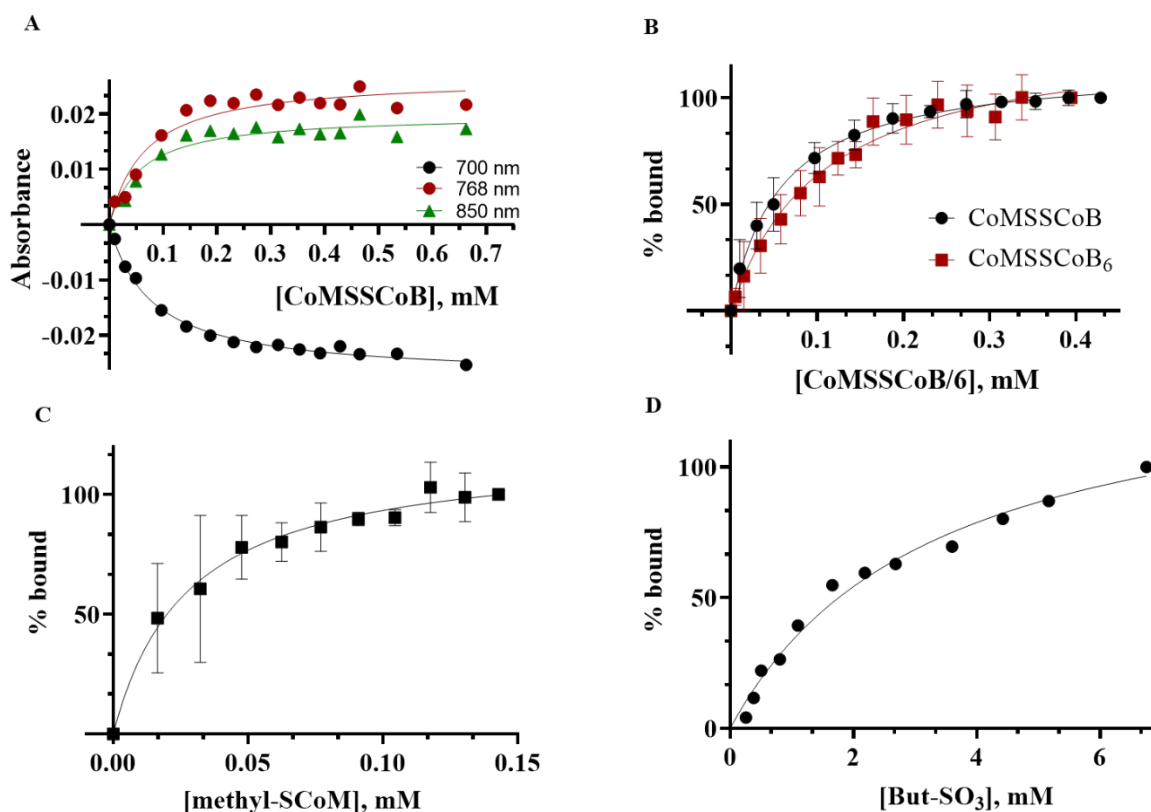 A
Absorbance
0.02
0.01
-0.01
-0.02
0.1 0.2 0.3 0.4 0.5 0.6 0.7
700 nm
768 nm
850 nm
[CoMSSCoB], mM
B
% bound
100
50
0.1 0.2 0.3 0.4
CoMSSCoB
CoMSSCoB₆
[CoMSSCoB/6], mM
C
% bound
100
50
0.00 0.05 0.10 0.15
[methyl-SCoM], mM
D
% bound
100
50
0
0 2 4 6
[But-SO₃], mM